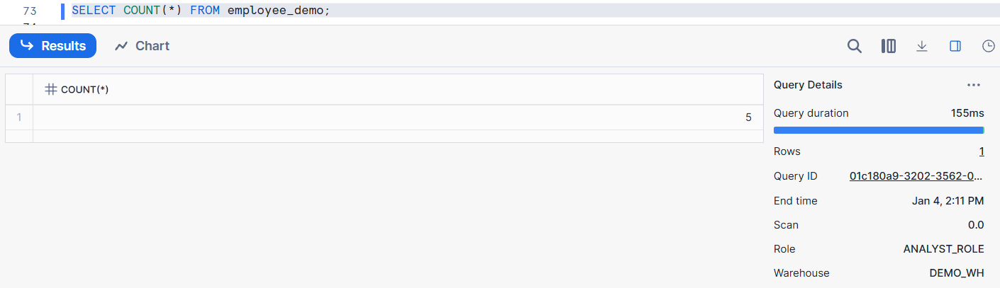 73 SELECT COUNT(*) FROM employee_demo;
Results Chart
COUNT(*)
1 5
Query Details ...
Query duration 155ms
Rows 1
Query ID 01c180a9-3202-3562-0...
End time Jan 4, 2:11 PM
Scan 0.0
Role ANALYST_ROLE
Warehouse DEMO_WH